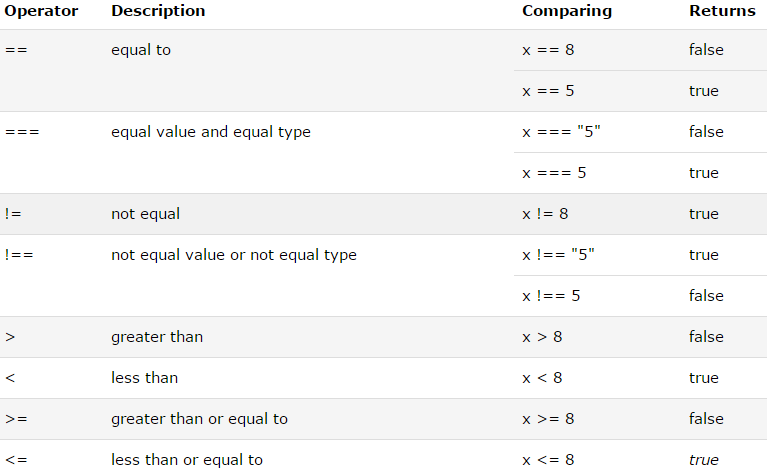 Operator Description Comparing Returns
== equal to x == 8 false
x == 5 true
=== equal value and equal type x === "5" false
x === 5 true
!= not equal x != 8 true
!== not equal value or not equal type x !== "5" true
x !== 5 false
> greater than x > 8 false
< less than x < 8 true
>= greater than or equal to x >= 8 false
<= less than or equal to x <= 8 true